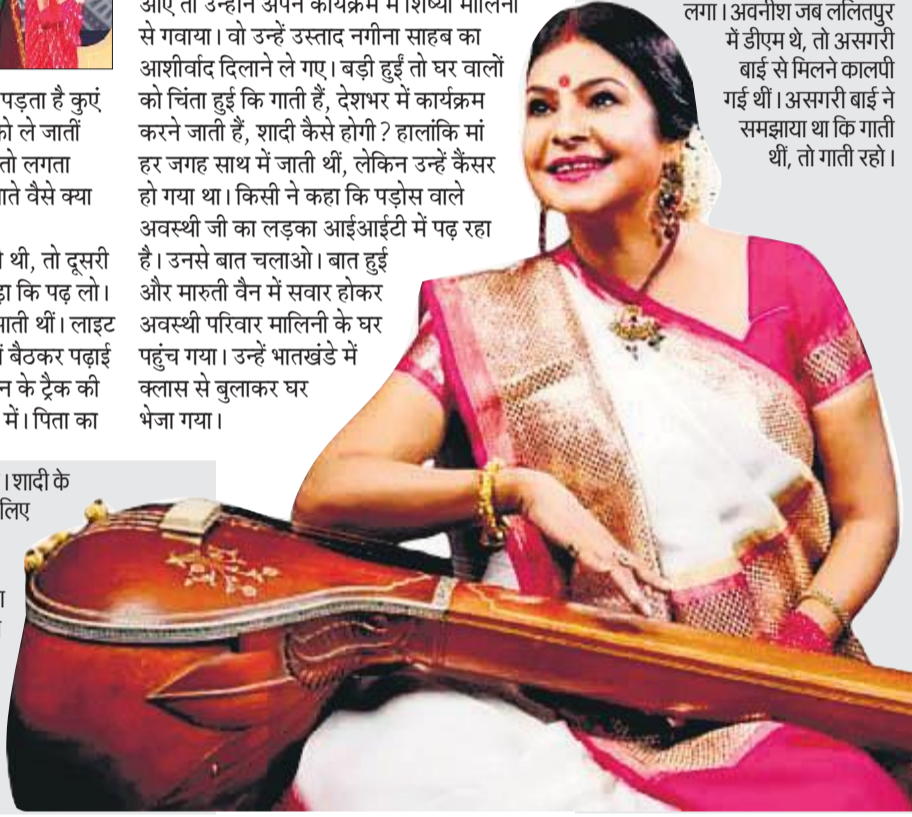 पड़ता है कुएं
को ले जातीं
तो लगता
गाते वैसे क्या
थी, तो दूसरी
कि पढ़ लो।
आती थीं। लाइट
बैठकर पढ़ाई
के ट्रैक की
में। पिता का
। शादी के
लिए
आए तो उन्होंने अपने कार्यक्रम में शिष्या मालिनी
से गवाया। वो उन्हें उस्ताद नगीना साहब का
आशीर्वाद दिलाने ले गए। बड़ी हुईं तो घर वालों
को चिंता हुई कि गाती हैं, देशभर में कार्यक्रम
करने जाती हैं, शादी कैसे होगी? हालांकि मां
हर जगह साथ में जाती थीं, लेकिन उन्हें कैंसर
हो गया था। किसी ने कहा कि पड़ोस वाले
अवस्थी जी का लड़का आईआईटी में पढ़ रहा
है। उनसे बात चलाओ। बात हुई
और मारुती वैन में सवार होकर
अवस्थी परिवार मालिनी के घर
पहुंच गया। उन्हें भातखंडे में
क्लास से बुलाकर घर
भेजा गया।
लगा। अवनीश जब ललितपुर
में डीएम थे, तो असगरी
बाई से मिलने कालपी
गई थीं। असगरी बाई ने
समझाया था कि गाती
थीं, तो गाती रहो।